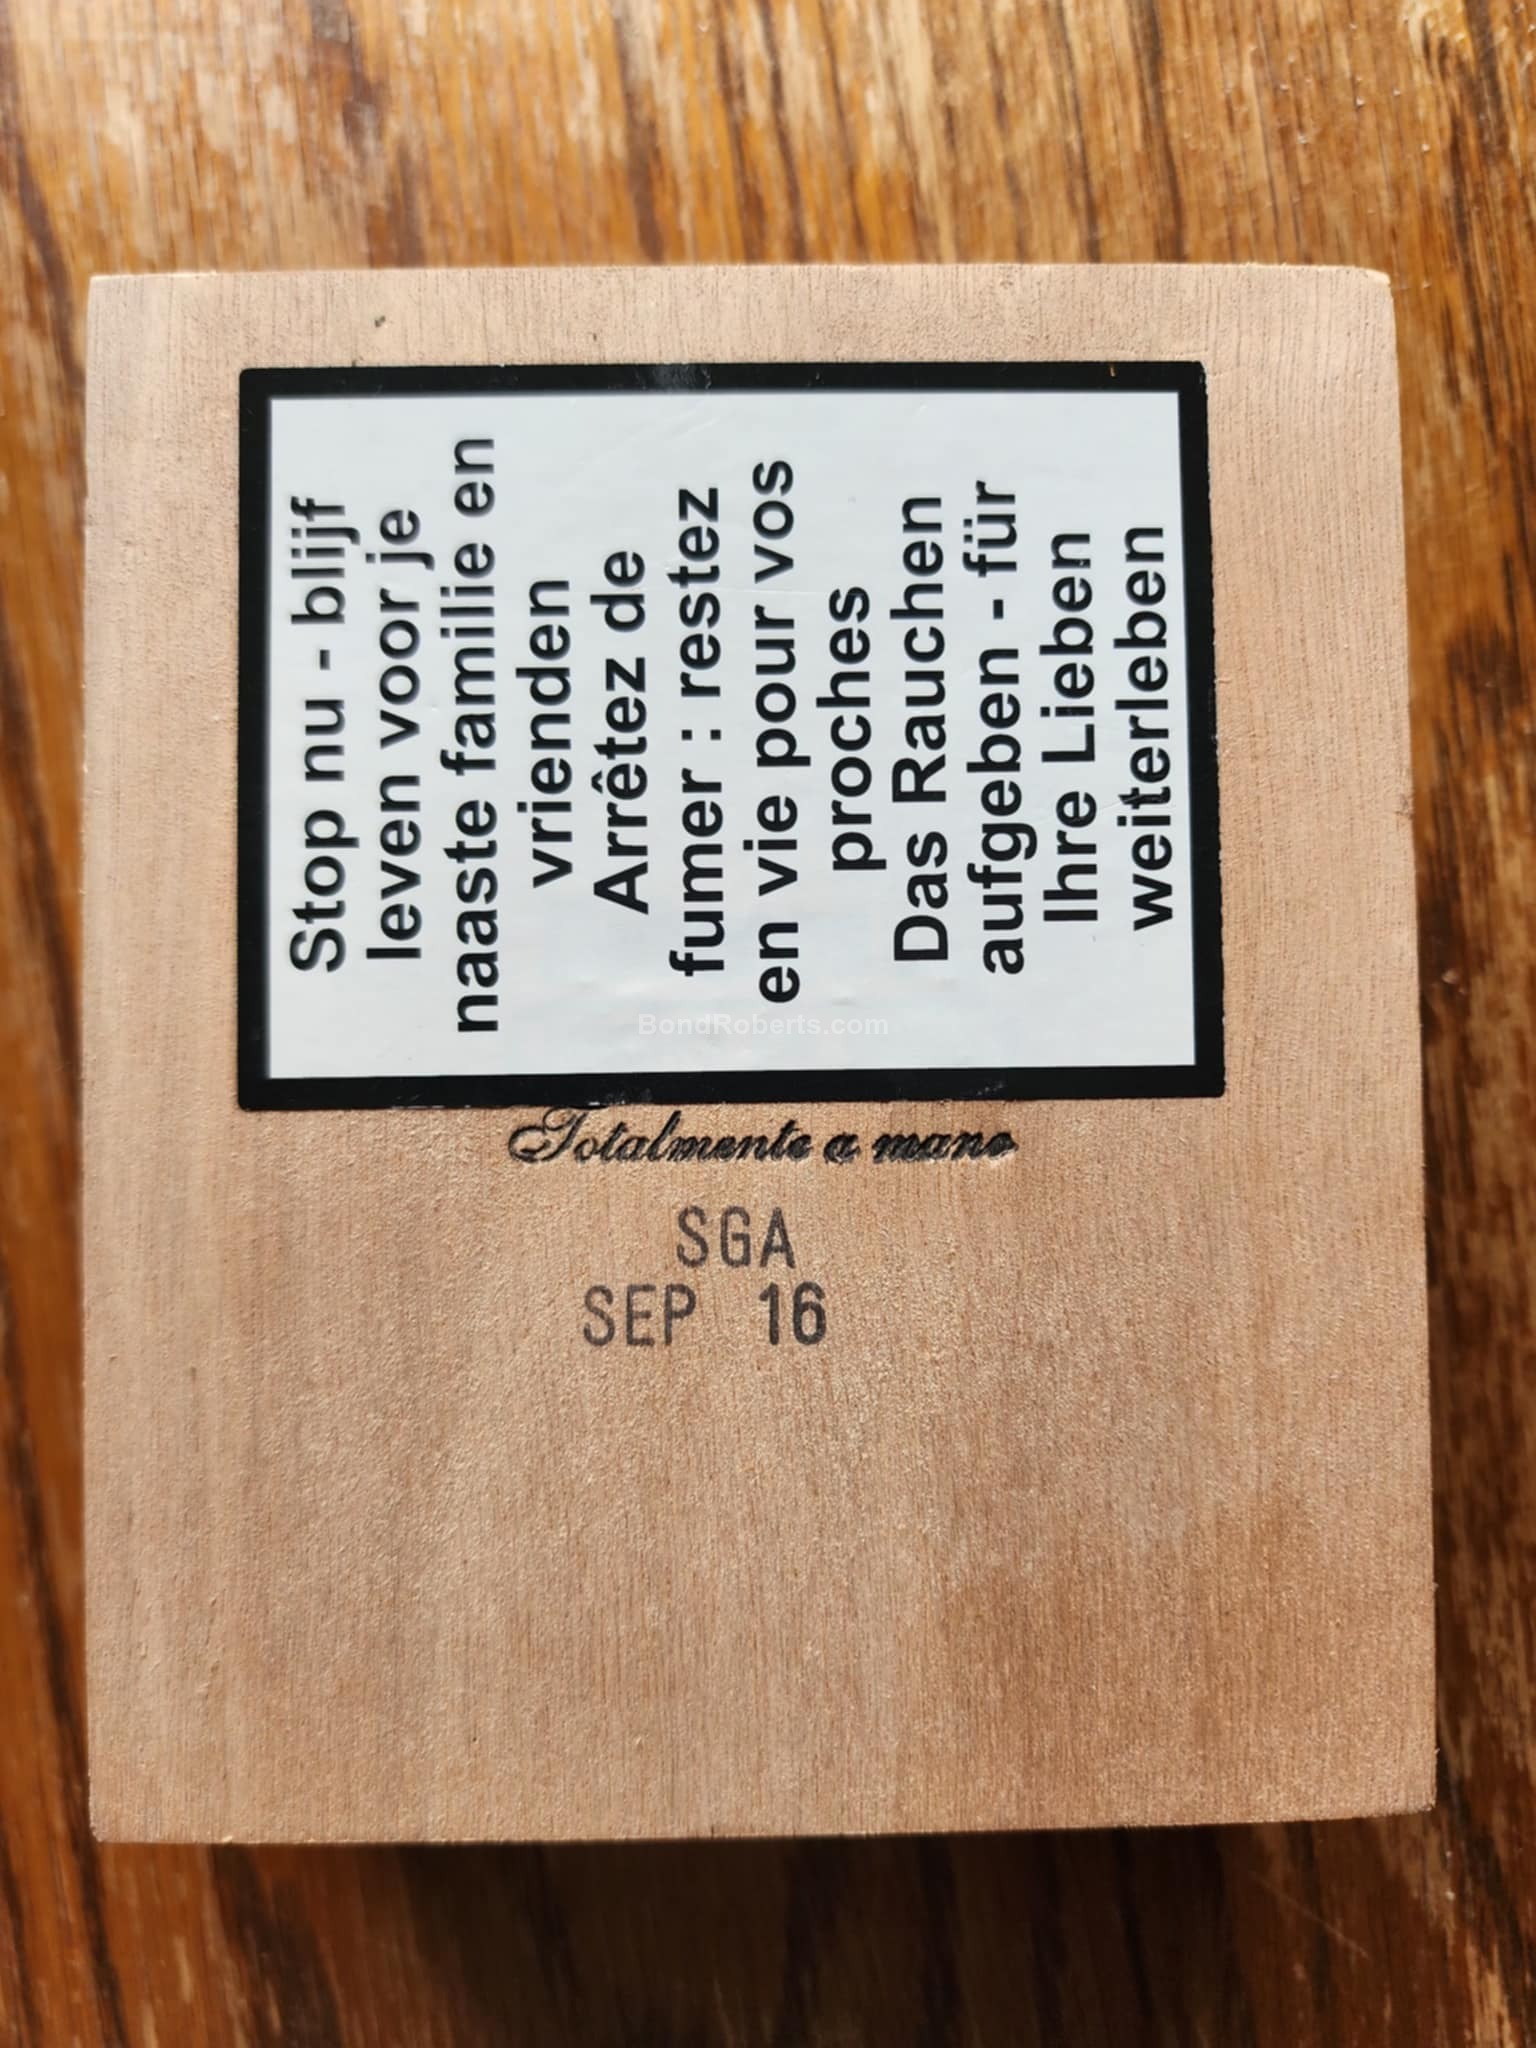 Stop nu - blijf
leven voor je
naaste familie en
vrienden
Arrêtez de
fumer : restez
en vie pour vos
proches
Das Rauchen
aufgeben - für
Ihre Lieben
weiterleben
BondRoberts.com
Totalmente a mano
SGA
SEP 16